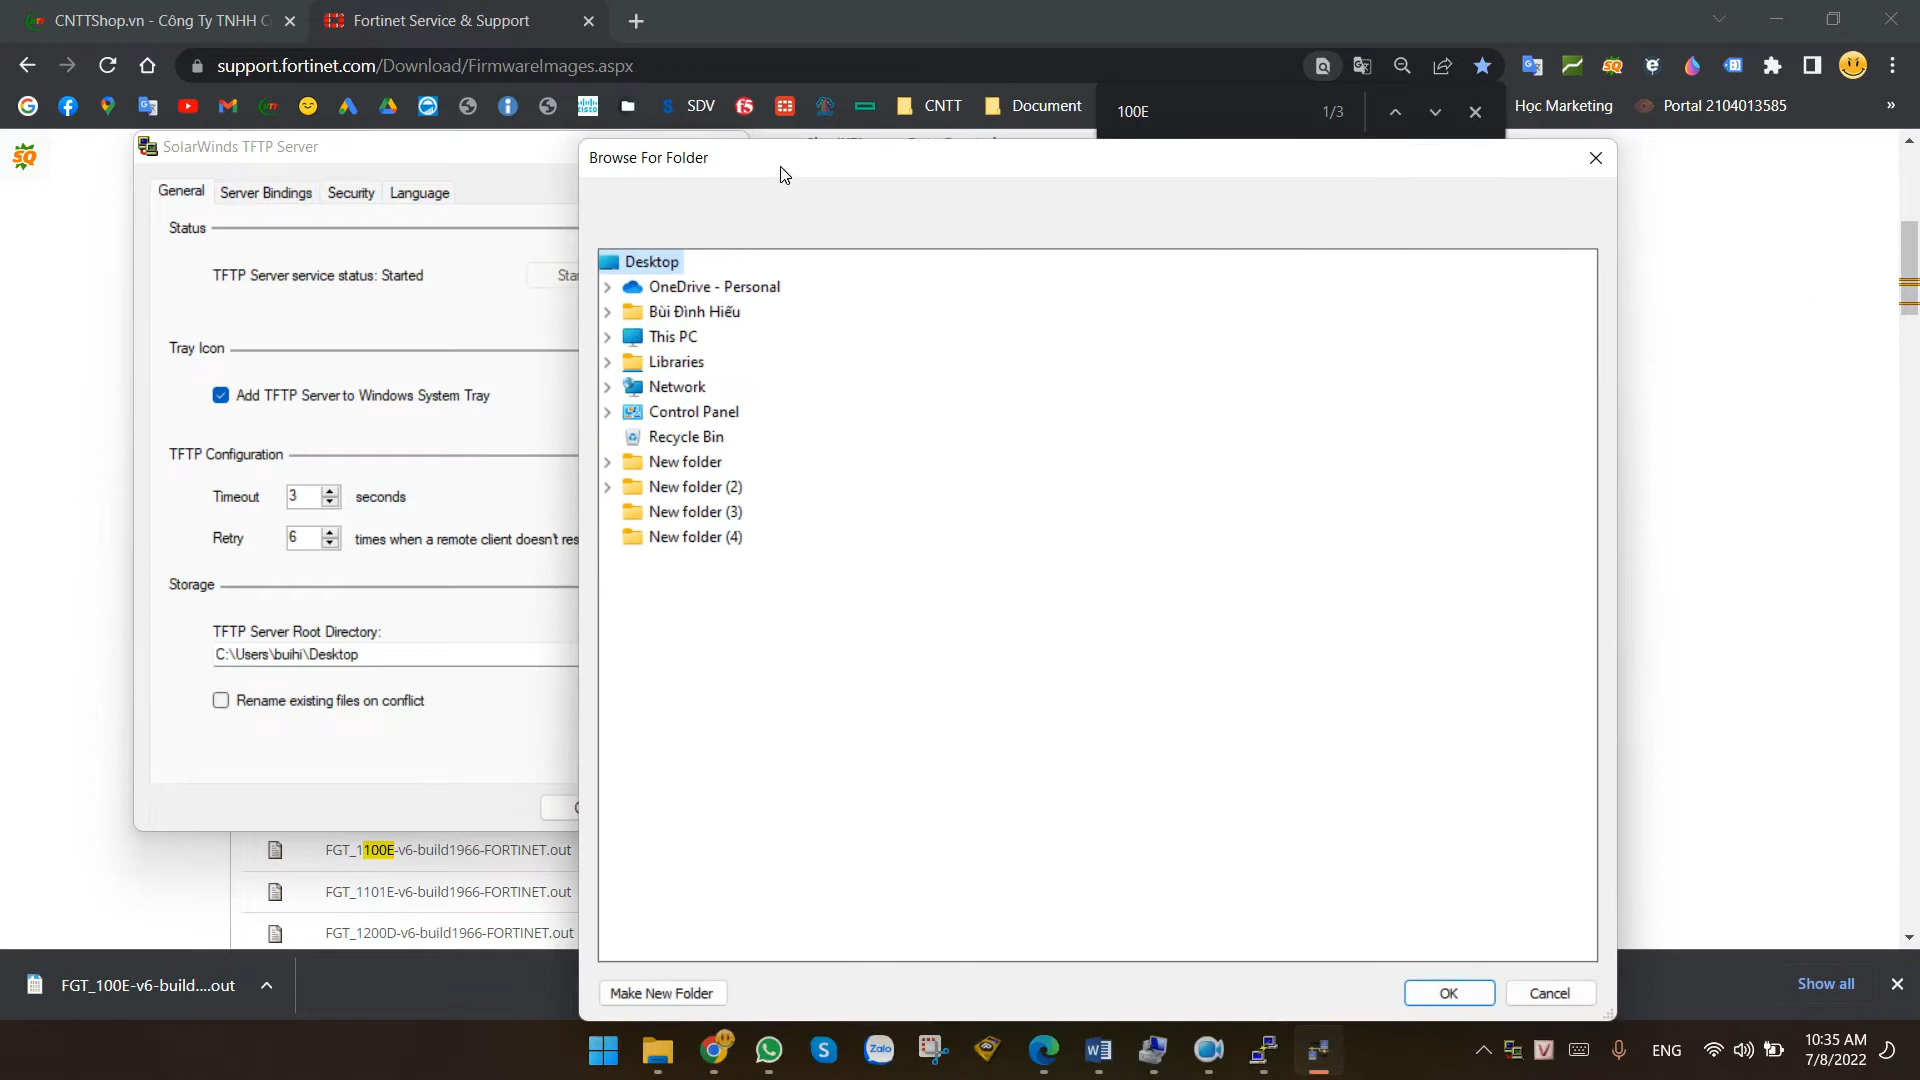 CNTTShop.vn - Công Ty TNHH C
Fortinet Service & Support
support.fortinet.com/Download/FirmwareImages.aspx
SDV
CNTT
Document
100E
1/3
Học Marketing
Portal 2104013585
»
SolarWinds TFTP Server
Browse For Folder
General
Server Bindings
Security
Language
Status
TFTP Server service status: Started
Star
Tray Icon
Add TFTP Server to Windows System Tray
TFTP Configuration
Timeout 3 seconds
Retry 6 times when a remote client doesn't res
Storage
TFTP Server Root Directory:
C:\Users\buihi\Desktop
Rename existing files on conflict
Desktop
OneDrive - Personal
Bùi Đình Hiếu
This PC
Libraries
Network
Control Panel
Recycle Bin
New folder
New folder (2)
New folder (3)
New folder (4)
Make New Folder
OK
Cancel
FGT_1100E-v6-build1966-FORTINET.out
FGT_1101E-v6-build1966-FORTINET.out
FGT_1200D-v6-build1966-FORTINET.out
FGT_100E-v6-build....out
Show all
Zalo
ENG
10:35 AM
7/8/2022